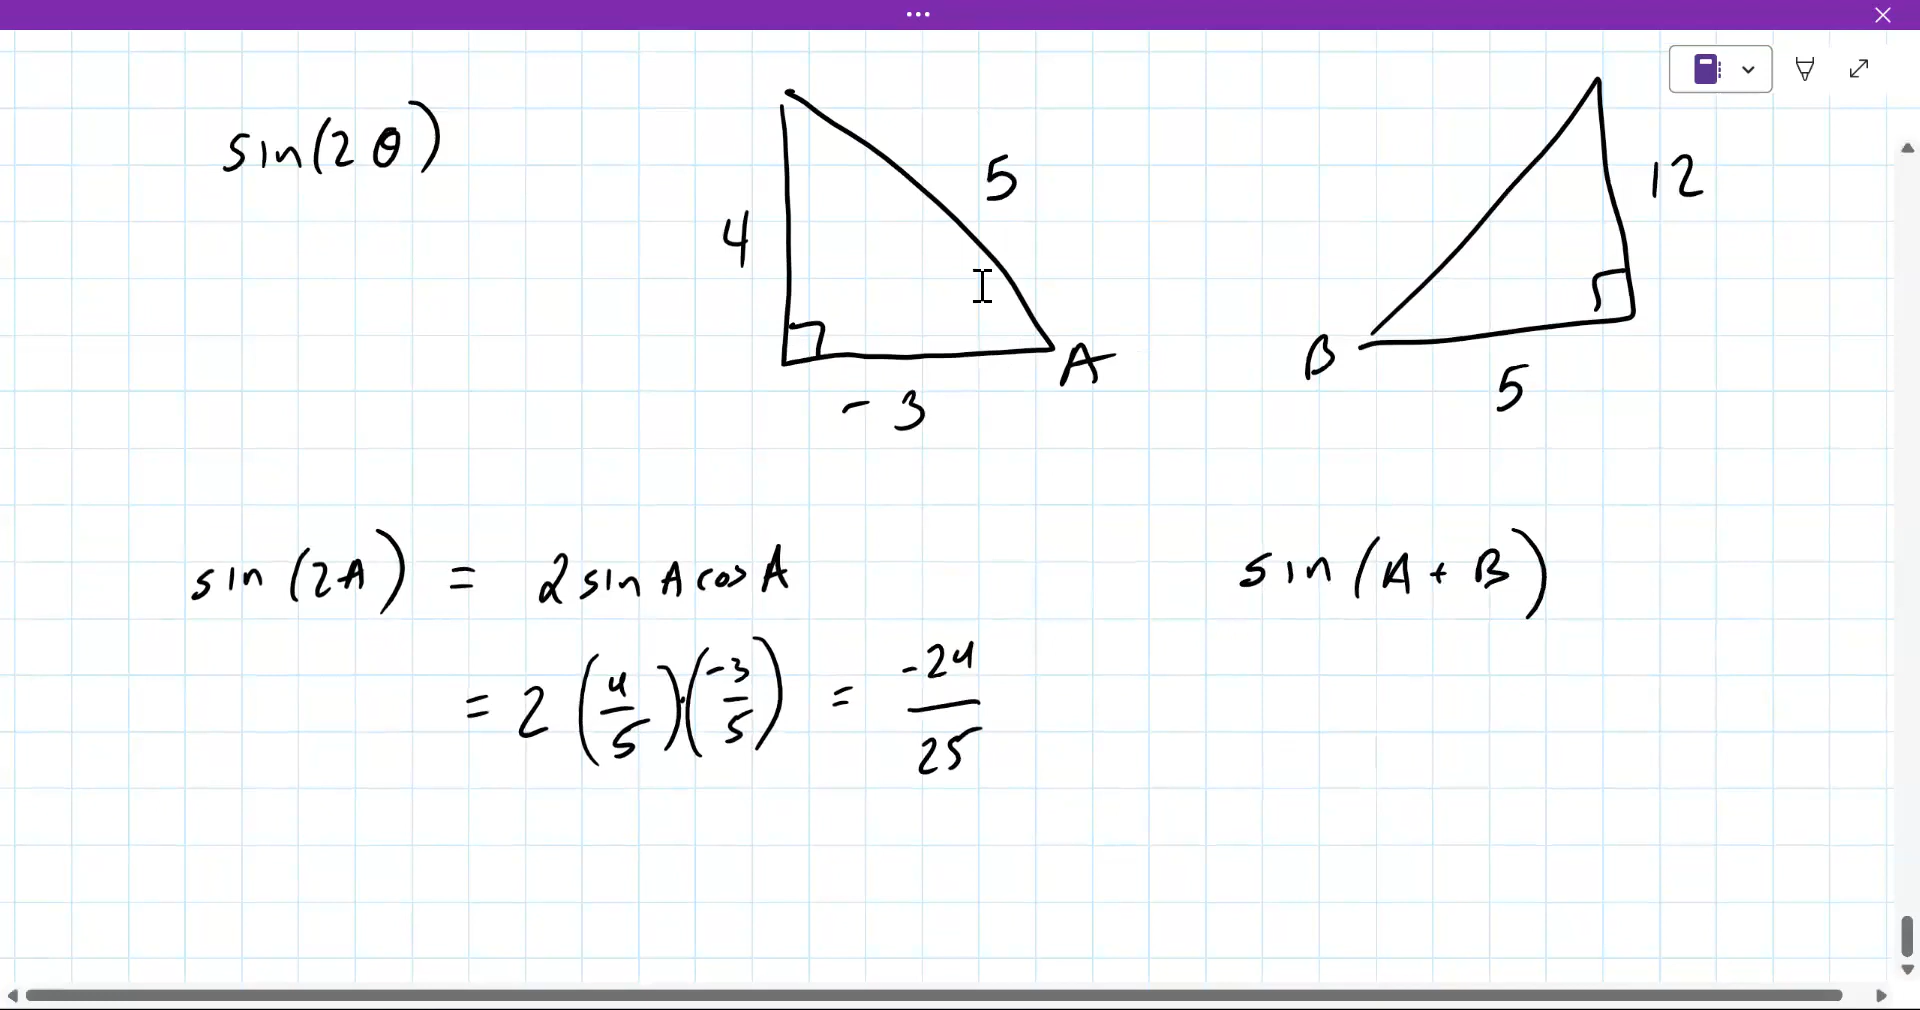 sin(2θ)
4
5
-3
A
12
B
5
sin(2A) = 2 sin A cos A
= 2 (4/5)·(-3/5) = -24/25
sin(A + B)